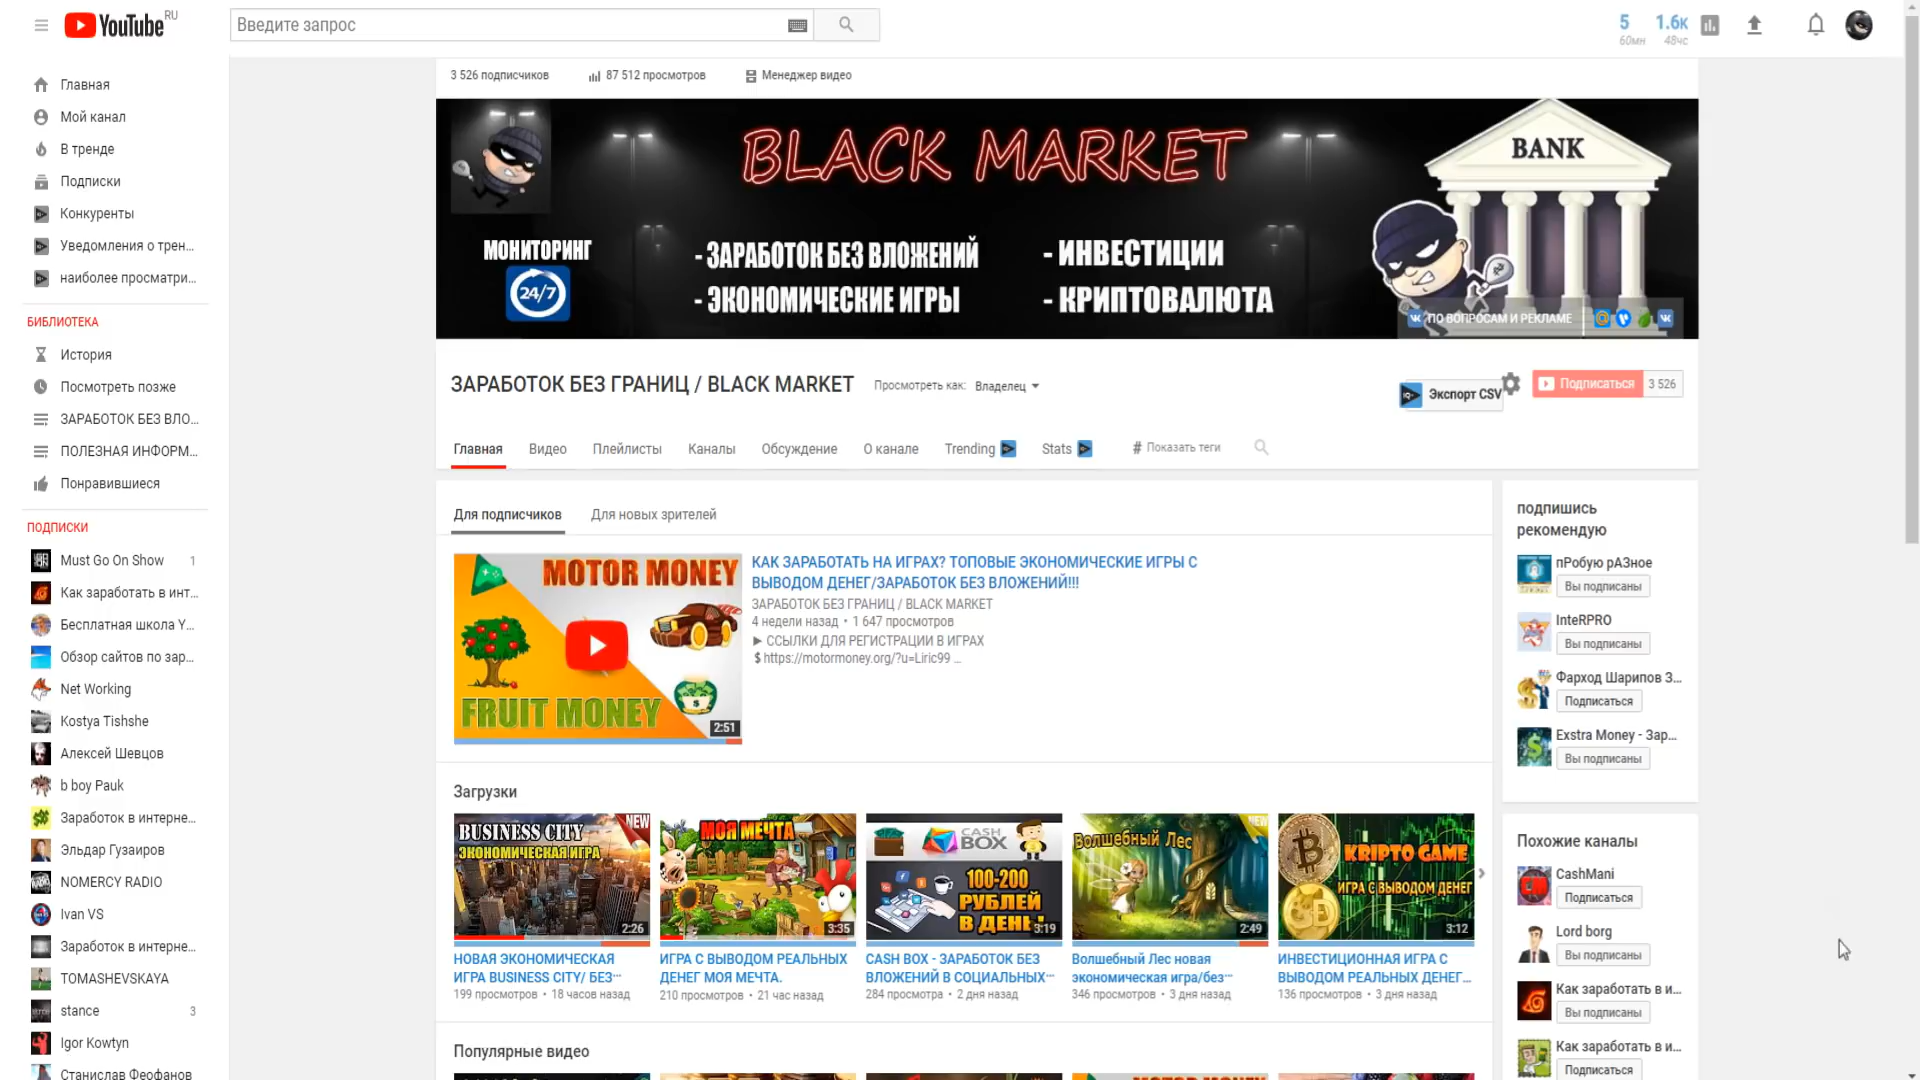 YouTube RU
Введите запрос
5 60мн
1.6к 48чс
Главная
Мой канал
В тренде
Подписки
Конкуренты
Уведомления о трен...
наиболее просматри...
БИБЛИОТЕКА
История
Посмотреть позже
ЗАРАБОТОК БЕЗ ВЛО...
ПОЛЕЗНАЯ ИНФОРМ...
Понравившиеся
ПОДПИСКИ
Must Go On Show 1
Как заработать в инт...
Бесплатная школа Y...
Обзор сайтов по зар...
Net Working
Kostya Tishshe
Алексей Шевцов
b boy Pauk
Заработок в интерне...
Эльдар Гузаиров
NOMERCY RADIO
Ivan VS
Заработок в интерне...
TOMASHEVSKAYA
stance 3
Igor Kowtyn
Станислав Феофанов
3 526 подписчиков
87 512 просмотров
Менеджер видео
BLACK MARKET
BANK
МОНИТОРИНГ
24/7
- ЗАРАБОТОК БЕЗ ВЛОЖЕНИЙ
- ЭКОНОМИЧЕСКИЕ ИГРЫ
- ИНВЕСТИЦИИ
- КРИПТОВАЛЮТА
ПО ВОПРОСАМ И РЕКЛАМЕ
ЗАРАБОТОК БЕЗ ГРАНИЦ / BLACK MARKET
Просмотреть как: Владелец
Экспорт CSV
Подписаться 3 526
Главная
Видео
Плейлисты
Каналы
Обсуждение
О канале
Trending
Stats
# Показать теги
Для подписчиков
Для новых зрителей
MOTOR MONEY
FRUIT MONEY
2:51
КАК ЗАРАБОТАТЬ НА ИГРАХ? ТОПОВЫЕ ЭКОНОМИЧЕСКИЕ ИГРЫ С
ВЫВОДОМ ДЕНЕГ/ЗАРАБОТОК БЕЗ ВЛОЖЕНИЙ!!!
ЗАРАБОТОК БЕЗ ГРАНИЦ / BLACK MARKET
4 недели назад • 1 647 просмотров
▶ ССЫЛКИ ДЛЯ РЕГИСТРАЦИИ В ИГРАХ
$ https://motormoney.org/?u=Liric99 ...
Загрузки
BUSINESS CITY
ЭКОНОМИЧЕСКАЯ ИГРА
NEW
2:26
НОВАЯ ЭКОНОМИЧЕСКАЯ
ИГРА BUSINESS CITY/ БЕЗ...
199 просмотров • 18 часов назад
МОЯ МЕЧТА
3:35
ИГРА С ВЫВОДОМ РЕАЛЬНЫХ
ДЕНЕГ МОЯ МЕЧТА.
210 просмотров • 21 час назад
CASH BOX
100-200
РУБЛЕЙ
В ДЕНЬ
3:19
CASH BOX - ЗАРАБОТОК БЕЗ
ВЛОЖЕНИЙ В СОЦИАЛЬНЫХ...
284 просмотра • 2 дня назад
Волшебный Лес
NEW
2:49
Волшебный Лес новая
экономическая игра/без...
346 просмотров • 3 дня назад
KRIPTO GAME
ИГРА С ВЫВОДОМ ДЕНЕГ
3:12
ИНВЕСТИЦИОННАЯ ИГРА С
ВЫВОДОМ РЕАЛЬНЫХ ДЕНЕГ...
136 просмотров • 3 дня назад
Популярные видео
подпишись
рекомендую
пРобую рАЗное
Вы подписаны
InteRPRO
Вы подписаны
Фарход Шарипов З...
Подписаться
Exstra Money - Зар...
Вы подписаны
Похожие каналы
CashMani
Подписаться
Lord borg
Вы подписаны
Как заработать в и...
Вы подписаны
Как заработать в и...
Подписаться